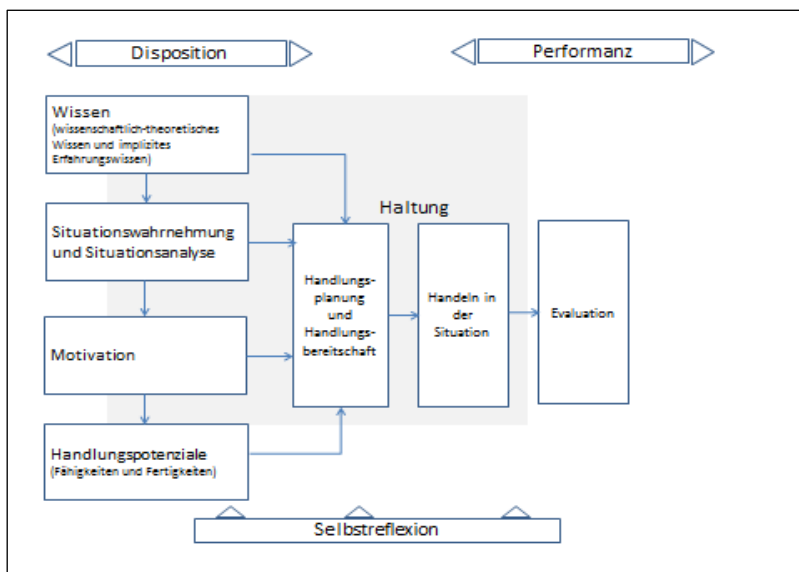 Disposition
Performanz
Wissen
(wissenschaftlich-theoretisches
Wissen und implizites
Erfahrungswissen)
Haltung
Situationswahrnehmung
und Situationsanalyse
Handlungs-
planung
und
Handlungs-
bereitschaft
Handeln in
der
Situation
Evaluation
Motivation
Handlungspotenziale
(Fähigkeiten und Fertigkeiten)
Selbstreflexion